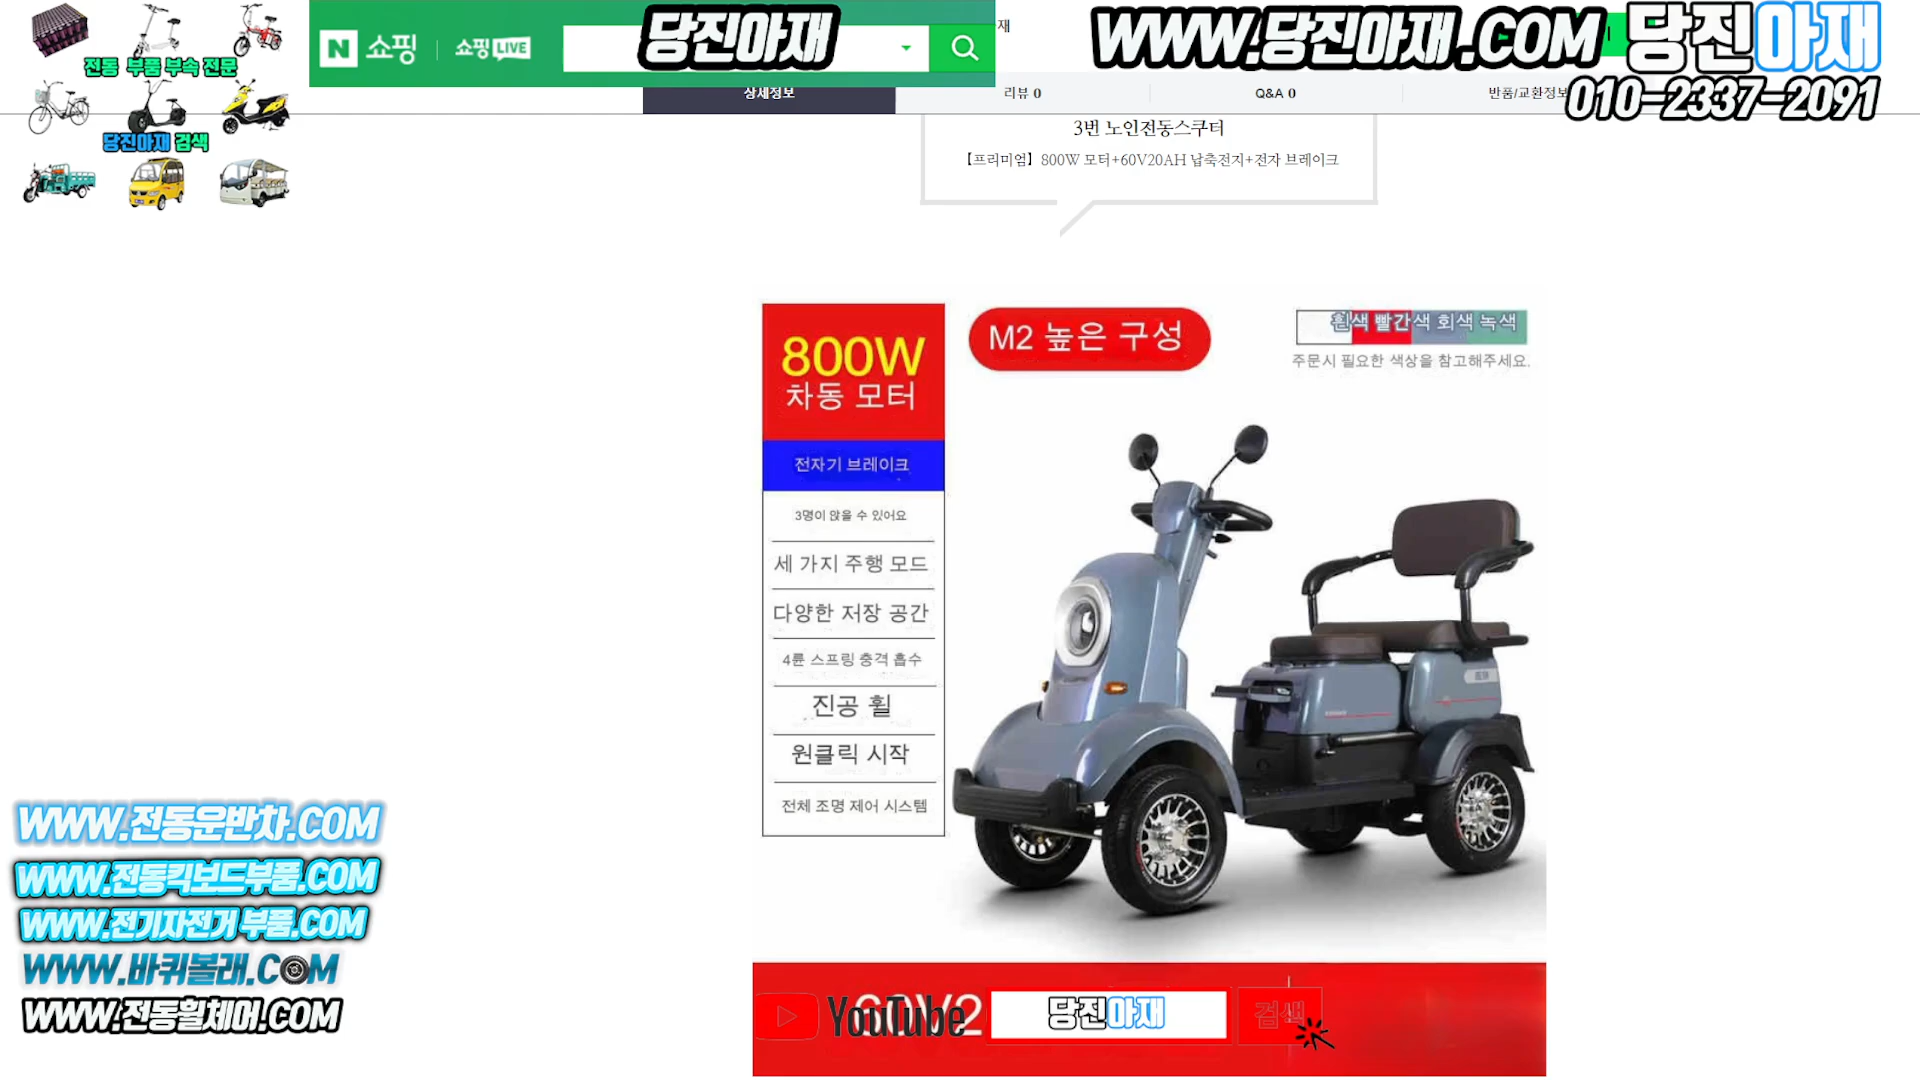 전동 부품 부속 전문
당진아재 검색
N 쇼핑
쇼핑LIVE
당진아재
재
WWW.당진아재.COM 당진아재
010-2337-2091
상세정보
리뷰 0
Q&A 0
반품/교환정보
3번 노인전동스쿠터
【프리미엄】800W 모터+60V20AH 납축전지+전자 브레이크
800W
차동 모터
전자기 브레이크
3명이 앉을 수 있어요
세 가지 주행 모드
다양한 저장 공간
4륜 스프링 충격 흡수
진공 휠
원클릭 시작
전체 조명 제어 시스템
M2 높은 구성
흰색 빨간색 회색 녹색
주문시 필요한 색상을 참고해주세요.
WWW.전동운반차.COM
WWW.전동킥보드부품.COM
WWW.전기자전거 부품.COM
WWW.바퀴볼래.COM
WWW.전동휠체어.COM
60V2
YouTube
당진아재
검색